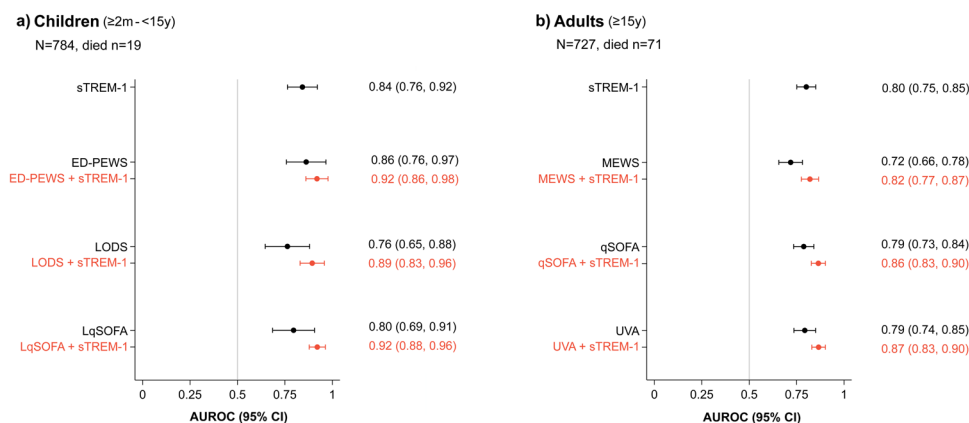 a) Children (≥2m - <15y)
N=784, died n=19
sTREM-1 0.84 (0.76, 0.92)
ED-PEWS 0.86 (0.76, 0.97)
ED-PEWS + sTREM-1 0.92 (0.86, 0.98)
LODS 0.76 (0.65, 0.88)
LODS + sTREM-1 0.89 (0.83, 0.96)
LqSOFA 0.80 (0.69, 0.91)
LqSOFA + sTREM-1 0.92 (0.88, 0.96)
0 0.25 0.5 0.75 1
AUROC (95% CI)
b) Adults (≥15y)
N=727, died n=71
sTREM-1 0.80 (0.75, 0.85)
MEWS 0.72 (0.66, 0.78)
MEWS + sTREM-1 0.82 (0.77, 0.87)
qSOFA 0.79 (0.73, 0.84)
qSOFA + sTREM-1 0.86 (0.83, 0.90)
UVA 0.79 (0.74, 0.85)
UVA + sTREM-1 0.87 (0.83, 0.90)
0 0.25 0.5 0.75 1
AUROC (95% CI)